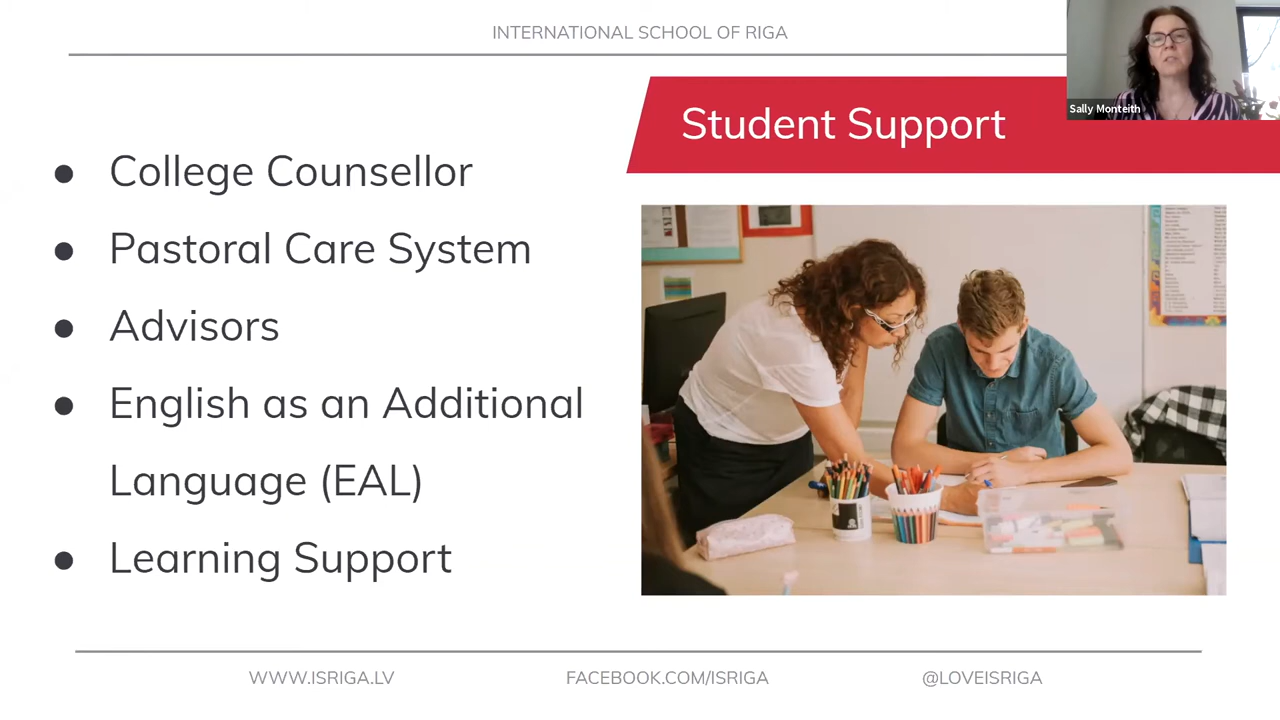 INTERNATIONAL SCHOOL OF RIGA
Student Support
Sally Monteith
● College Counsellor
● Pastoral Care System
● Advisors
● English as an Additional
Language (EAL)
● Learning Support
WWW.ISRIGA.LV
FACEBOOK.COM/ISRIGA
@LOVEISRIGA